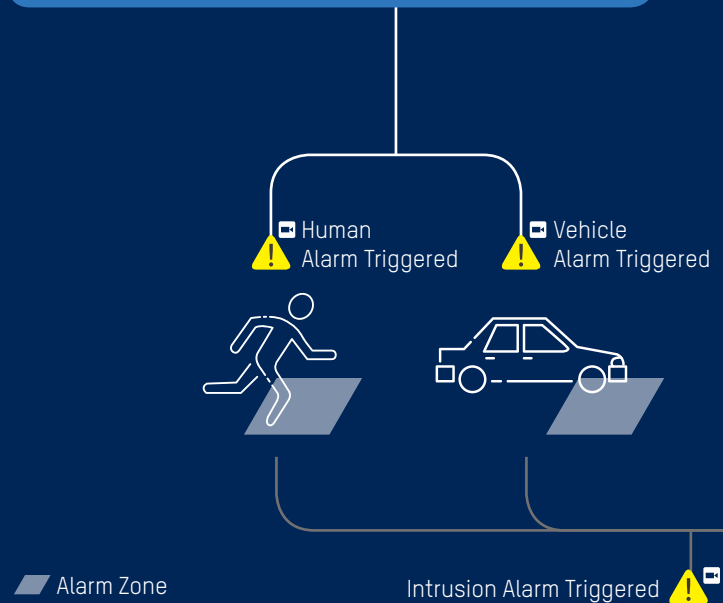 Human
Alarm Triggered
Vehicle
Alarm Triggered
Alarm Zone
Intrusion Alarm Triggered